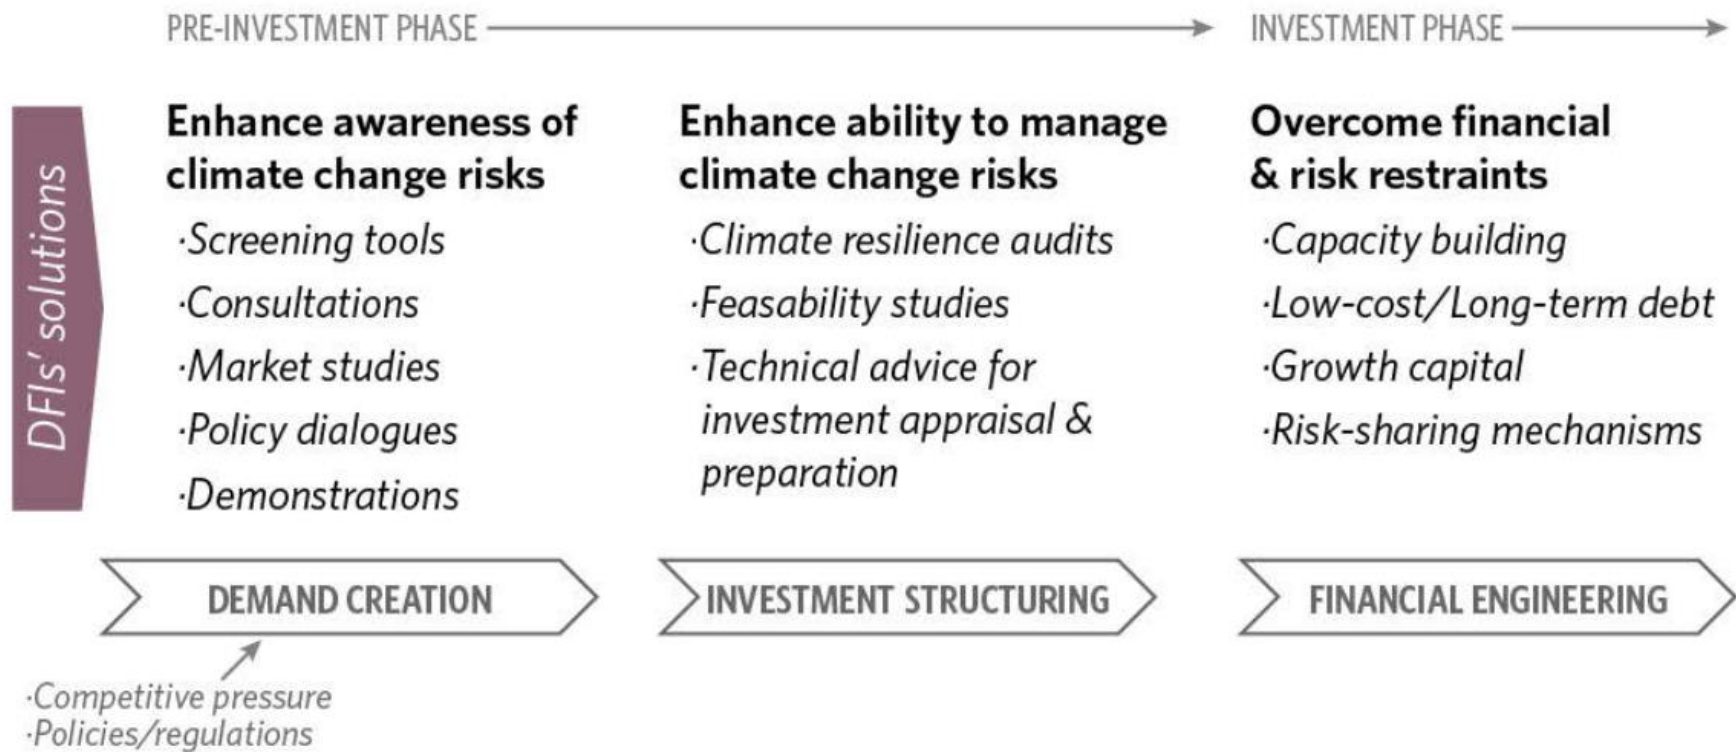 PRE-INVESTMENT PHASE
INVESTMENT PHASE
DFIs' solutions
Enhance awareness of
climate change risks
·Screening tools
·Consultations
·Market studies
·Policy dialogues
·Demonstrations
Enhance ability to manage
climate change risks
·Climate resilience audits
·Feasability studies
·Technical advice for
investment appraisal &
preparation
Overcome financial
& risk restraints
·Capacity building
·Low-cost/Long-term debt
·Growth capital
·Risk-sharing mechanisms
DEMAND CREATION
INVESTMENT STRUCTURING
FINANCIAL ENGINEERING
·Competitive pressure
·Policies/regulations